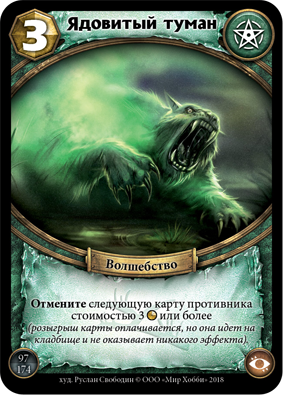 3
Ядовитый туман
Волшебство
Отмените следующую карту противника
стоимостью 3 или более
(розыгрыш карты оплачивается, но она идет на
кладбище и не оказывает никакого эффекта).
97
174
худ. Руслан Свободин © ООО «Мир Хобби» 2018